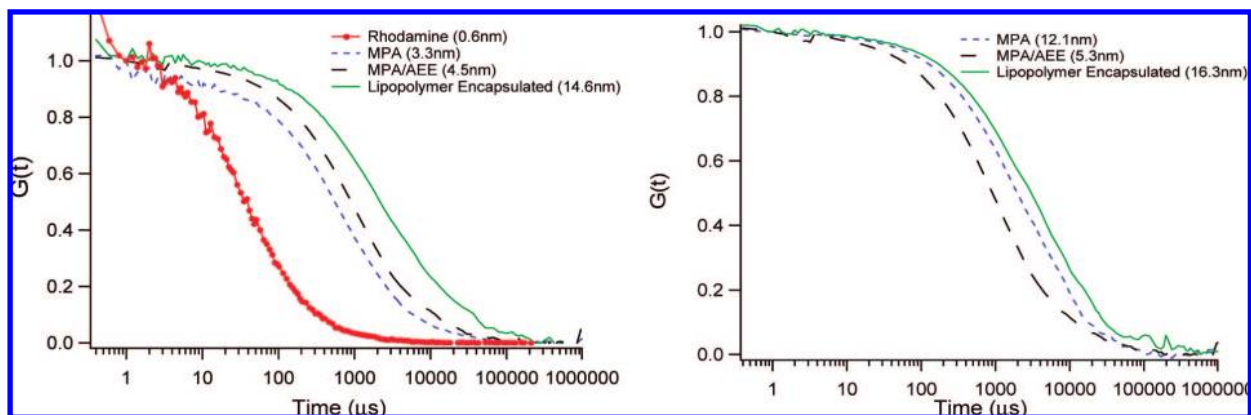 Rhodamine (0.6nm)
MPA (3.3nm)
MPA/AEE (4.5nm)
Lipopolymer Encapsulated (14.6nm)
G(t)
1.0
0.8
0.6
0.4
0.2
0.0
1 10 100 1000 10000 100000 1000000
Time (μs)
MPA (12.1nm)
MPA/AEE (5.3nm)
Lipopolymer Encapsulated (16.3nm)
G(t)
1.0
0.8
0.6
0.4
0.2
0.0
1 10 100 1000 10000 100000 1000000
Time (μs)